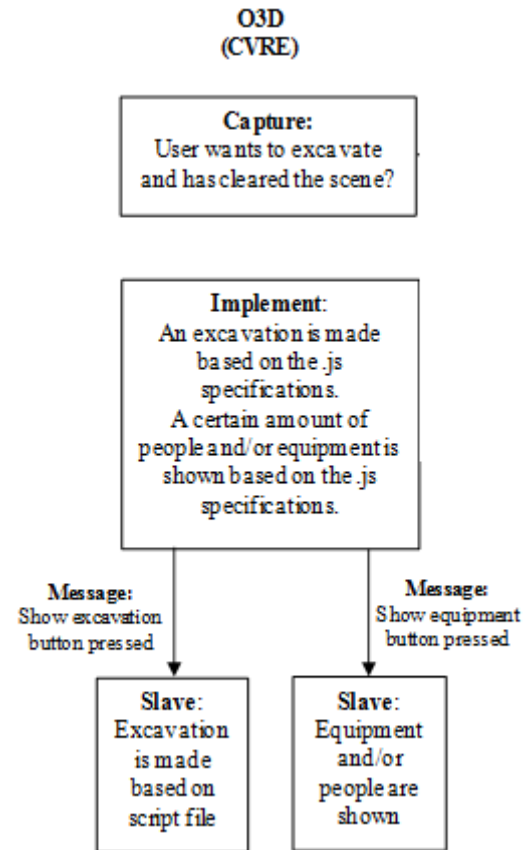 O3D
(CVRE)
Capture:
User wants to excavate
and has cleared the scene?
Implement:
An excavation is made
based on the .js
specifications.
A certain amount of
people and/or equipment is
shown based on the .js
specifications.
Message:
Show excavation
button pressed
Message:
Show equipment
button pressed
Slave:
Excavation
is made
based on
script file
Slave:
Equipment
and/or
people are
shown